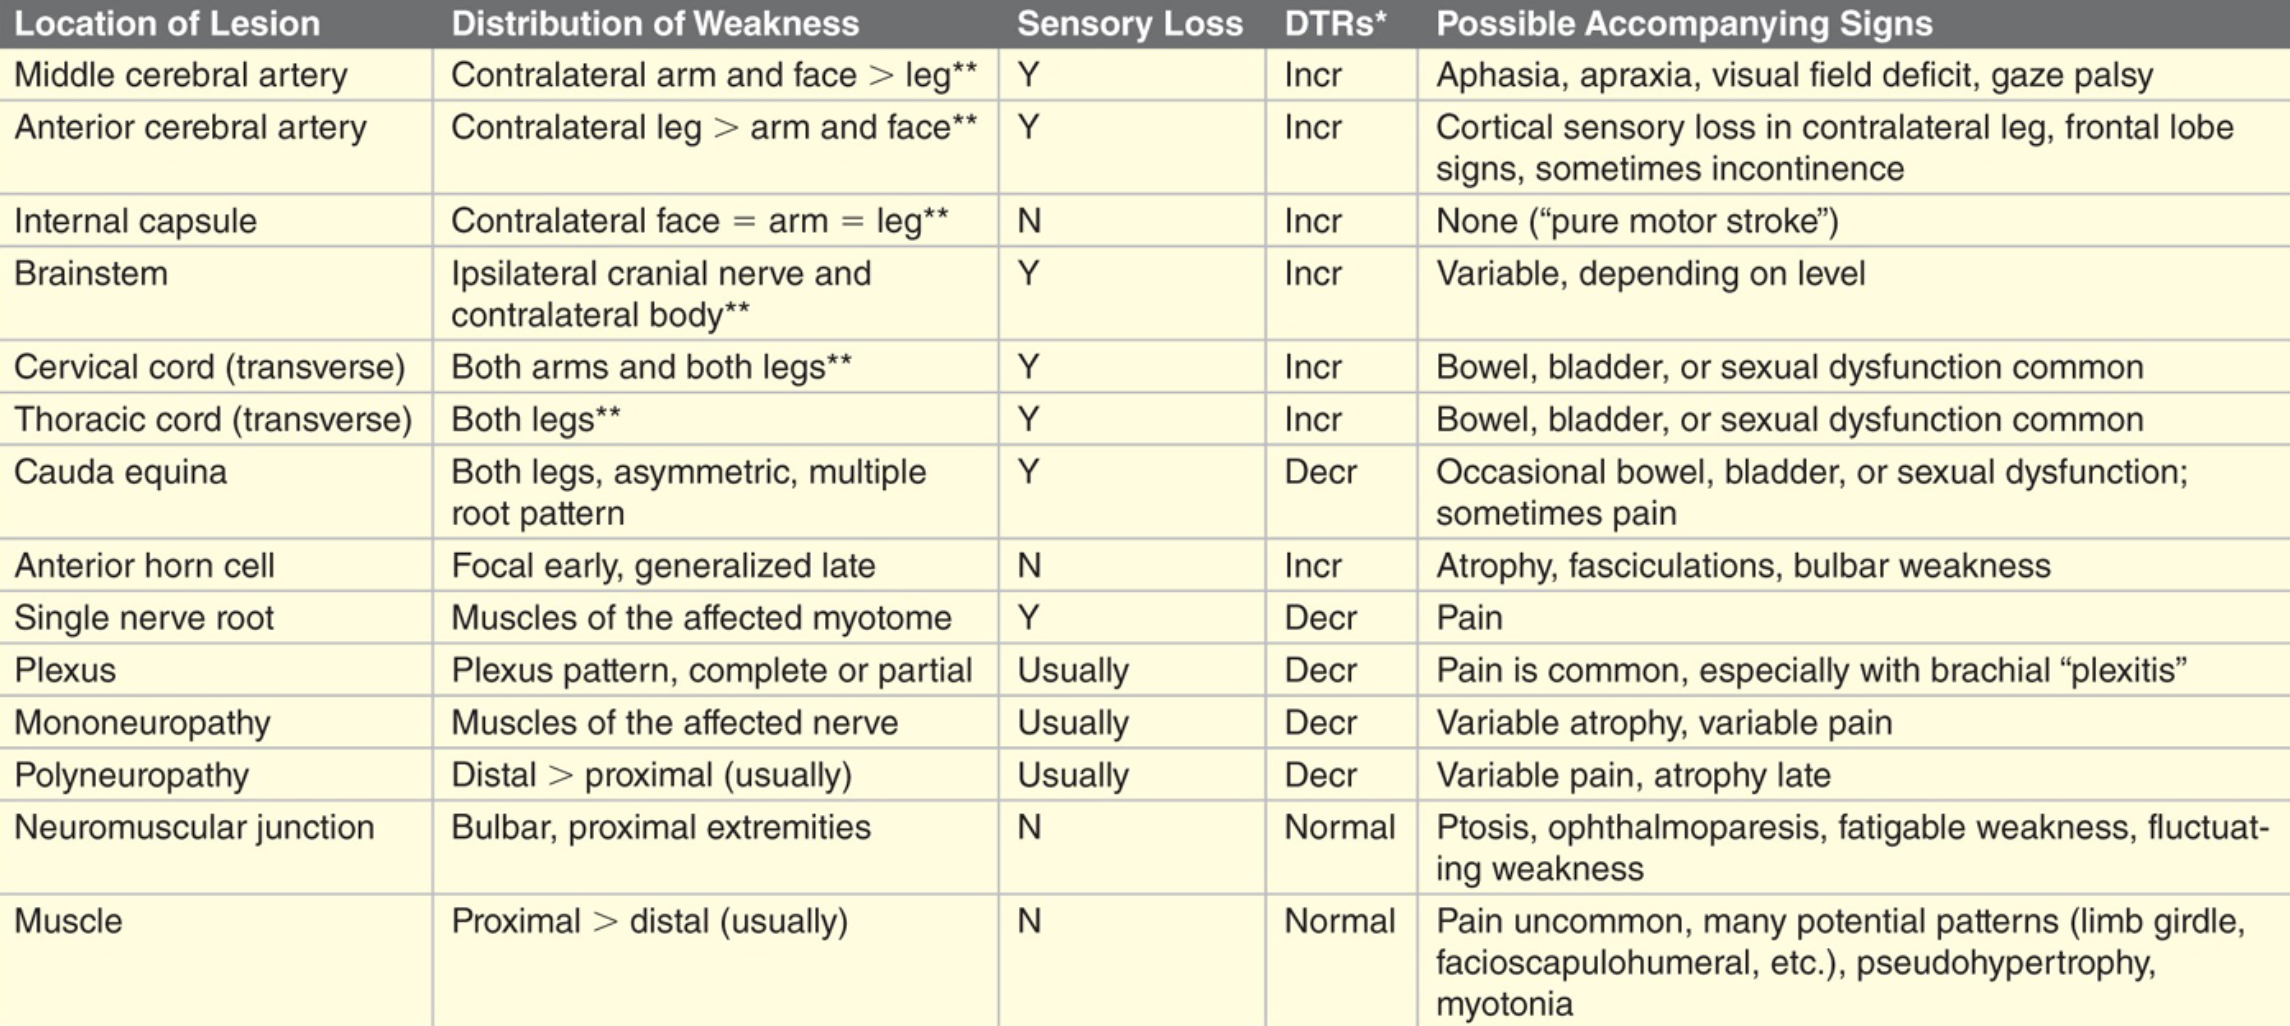 Location of Lesion Distribution of Weakness Sensory Loss DTRs* Possible Accompanying Signs
Middle cerebral artery Contralateral arm and face > leg** Y Incr Aphasia, apraxia, visual field deficit, gaze palsy
Anterior cerebral artery Contralateral leg > arm and face** Y Incr Cortical sensory loss in contralateral leg, frontal lobe
signs, sometimes incontinence
Internal capsule Contralateral face = arm = leg** N Incr None (“pure motor stroke”)
Brainstem Ipsilateral cranial nerve and Y Incr Variable, depending on level
contralateral body**
Cervical cord (transverse) Both arms and both legs** Y Incr Bowel, bladder, or sexual dysfunction common
Thoracic cord (transverse) Both legs** Y Incr Bowel, bladder, or sexual dysfunction common
Cauda equina Both legs, asymmetric, multiple Y Decr Occasional bowel, bladder, or sexual dysfunction;
root pattern sometimes pain
Anterior horn cell Focal early, generalized late N Incr Atrophy, fasciculations, bulbar weakness
Single nerve root Muscles of the affected myotome Y Decr Pain
Plexus Plexus pattern, complete or partial Usually Decr Pain is common, especially with brachial “plexitis”
Mononeuropathy Muscles of the affected nerve Usually Decr Variable atrophy, variable pain
Polyneuropathy Distal > proximal (usually) Usually Decr Variable pain, atrophy late
Neuromuscular junction Bulbar, proximal extremities N Normal Ptosis, ophthalmoparesis, fatigable weakness, fluctuat-
ing weakness
Muscle Proximal > distal (usually) N Normal Pain uncommon, many potential patterns (limb girdle,
facioscapulohumeral, etc.), pseudohypertrophy,
myotonia